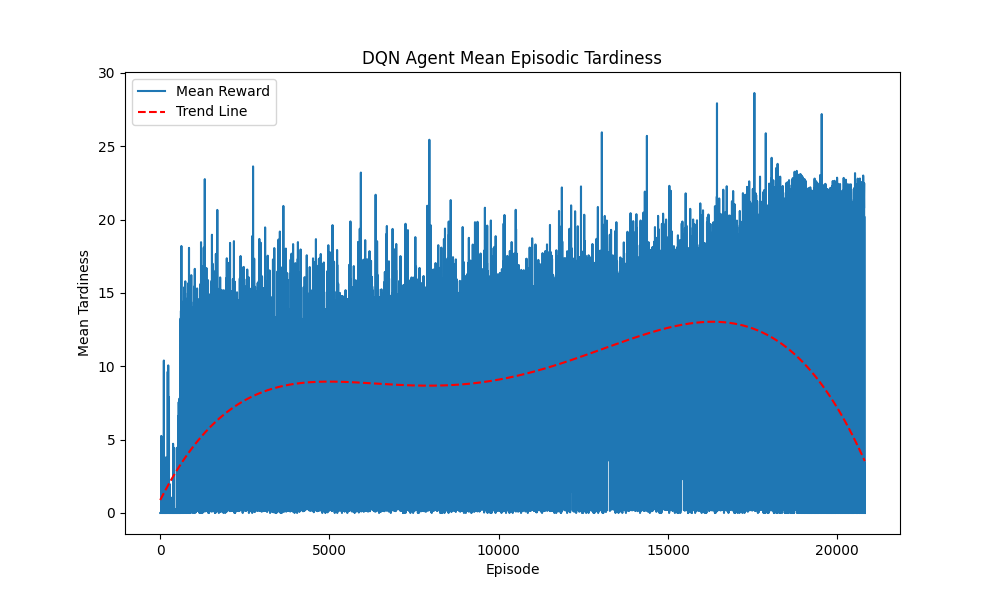 DQN Agent Mean Episodic Tardiness
Mean Reward
Trend Line
30
25
20
15
10
5
0
Mean Tardiness
0 5000 10000 15000 20000
Episode